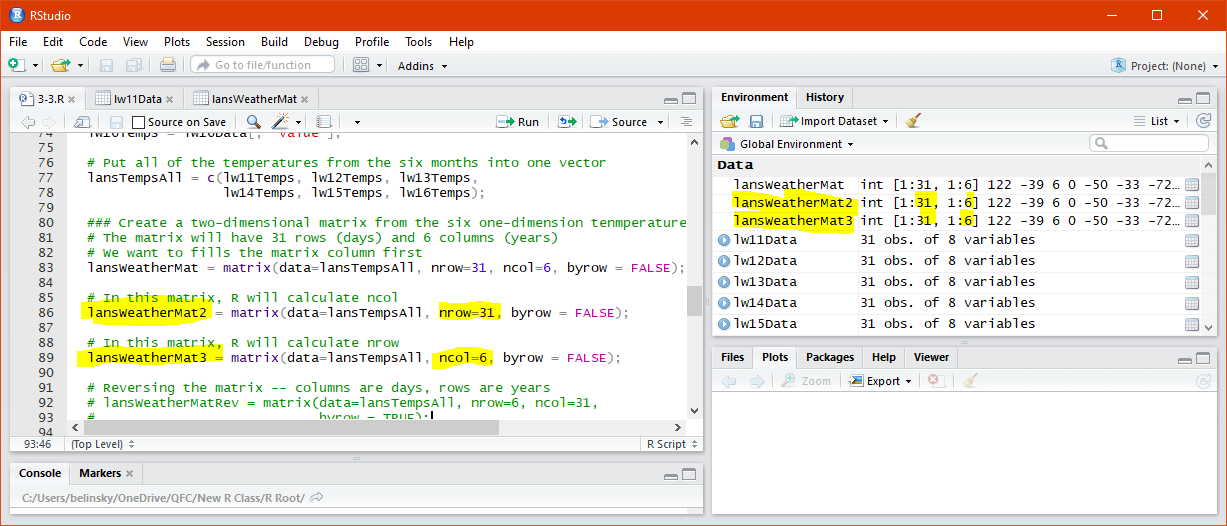 RStudio
File Edit Code View Plots Session Build Debug Profile Tools Help
Go to file/function Addins Project: (None)
3-3.R lw11Data lansWeatherMat
Source on Save Run Source
75
76 # Put all of the temperatures from the six months into one vector
77 lansTempsAll = c(lw11Temps, lw12Temps, lw13Temps,
78 lw14Temps, lw15Temps, lw16Temps);
79
80 ### Create a two-dimensional matrix from the six one-dimension tenmperature
81 # The matrix will have 31 rows (days) and 6 columns (years)
82 # We want to fills the matrix column first
83 lansWeatherMat = matrix(data=lansTempsAll, nrow=31, ncol=6, byrow = FALSE);
84
85 # In this matrix, R will calculate ncol
86 lansWeatherMat2 = matrix(data=lansTempsAll, nrow=31, byrow = FALSE);
87
88 # In this matrix, R will calculate nrow
89 lansWeatherMat3 = matrix(data=lansTempsAll, ncol=6, byrow = FALSE);
90
91 # Reversing the matrix -- columns are days, rows are years
92 # lansWeatherMatRev = matrix(data=lansTempsAll, nrow=6, ncol=31,
93 # byrow = TRUE);
94
93:46 (Top Level) R Script
Console Markers
C:/Users/belinsky/OneDrive/QFC/New R Class/R Root/
Environment History
Import Dataset List
Global Environment
Data
lansWeatherMat int [1:31, 1:6] 122 -39 6 0 -50 -33 -72...
lansWeatherMat2 int [1:31, 1:6] 122 -39 6 0 -50 -33 -72...
lansWeatherMat3 int [1:31, 1:6] 122 -39 6 0 -50 -33 -72...
lw11Data 31 obs. of 8 variables
lw12Data 31 obs. of 8 variables
lw13Data 31 obs. of 8 variables
lw14Data 31 obs. of 8 variables
lw15Data 31 obs. of 8 variables
Files Plots Packages Help Viewer
Zoom Export